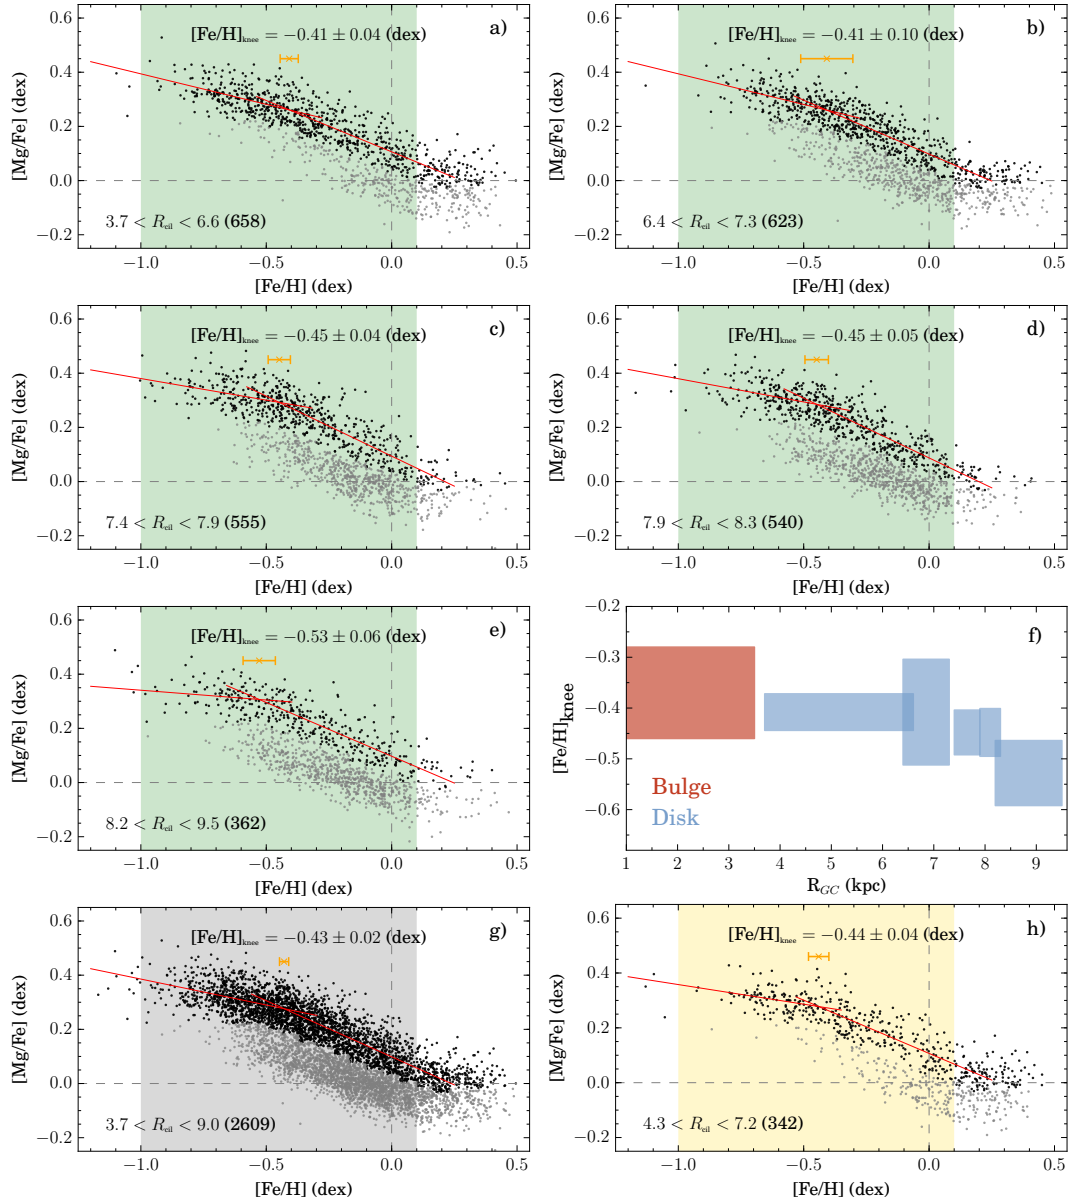 a)
[Fe/H]knee = −0.41 ± 0.04 (dex)
[Mg/Fe] (dex)
0.6
0.4
0.2
0.0
−0.2
3.7 < Rcil < 6.6 (658)
−1.0 −0.5 0.0 0.5
[Fe/H] (dex)
b)
[Fe/H]knee = −0.41 ± 0.10 (dex)
[Mg/Fe] (dex)
0.6
0.4
0.2
0.0
−0.2
6.4 < Rcil < 7.3 (623)
−1.0 −0.5 0.0 0.5
[Fe/H] (dex)
c)
[Fe/H]knee = −0.45 ± 0.04 (dex)
[Mg/Fe] (dex)
0.6
0.4
0.2
0.0
−0.2
7.4 < Rcil < 7.9 (555)
−1.0 −0.5 0.0 0.5
[Fe/H] (dex)
d)
[Fe/H]knee = −0.45 ± 0.05 (dex)
[Mg/Fe] (dex)
0.6
0.4
0.2
0.0
−0.2
7.9 < Rcil < 8.3 (540)
−1.0 −0.5 0.0 0.5
[Fe/H] (dex)
e)
[Fe/H]knee = −0.53 ± 0.06 (dex)
[Mg/Fe] (dex)
0.6
0.4
0.2
0.0
−0.2
8.2 < Rcil < 9.5 (362)
−1.0 −0.5 0.0 0.5
[Fe/H] (dex)
f)
[Fe/H]knee
−0.2
−0.3
−0.4
−0.5
−0.6
Bulge
Disk
1 2 3 4 5 6 7 8 9
RGC (kpc)
g)
[Fe/H]knee = −0.43 ± 0.02 (dex)
[Mg/Fe] (dex)
0.6
0.4
0.2
0.0
−0.2
3.7 < Rcil < 9.0 (2609)
−1.0 −0.5 0.0 0.5
[Fe/H] (dex)
h)
[Fe/H]knee = −0.44 ± 0.04 (dex)
[Mg/Fe] (dex)
0.6
0.4
0.2
0.0
−0.2
4.3 < Rcil < 7.2 (342)
−1.0 −0.5 0.0 0.5
[Fe/H] (dex)